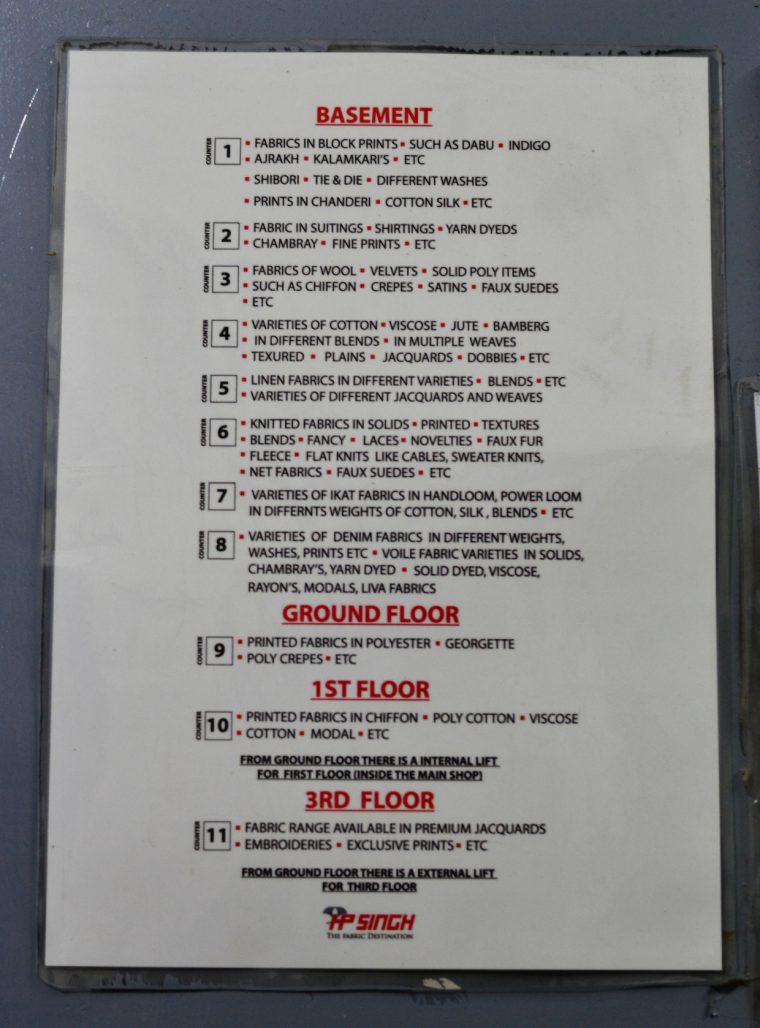 BASEMENT
COUNTER 1 ▪ FABRICS IN BLOCK PRINTS ▪ SUCH AS DABU ▪ INDIGO
▪ AJRAKH ▪ KALAMKARI'S ▪ ETC
▪ SHIBORI ▪ TIE & DIE ▪ DIFFERENT WASHES
▪ PRINTS IN CHANDERI ▪ COTTON SILK ▪ ETC
COUNTER 2 ▪ FABRIC IN SUITINGS ▪ SHIRTINGS ▪ YARN DYEDS
▪ CHAMBRAY ▪ FINE PRINTS ▪ ETC
COUNTER 3 ▪ FABRICS OF WOOL ▪ VELVETS ▪ SOLID POLY ITEMS
▪ SUCH AS CHIFFON ▪ CREPES ▪ SATINS ▪ FAUX SUEDES
▪ ETC
COUNTER 4 ▪ VARIETIES OF COTTON ▪ VISCOSE ▪ JUTE ▪ BAMBERG
▪ IN DIFFERENT BLENDS ▪ IN MULTIPLE WEAVES
▪ TEXURED ▪ PLAINS ▪ JACQUARDS ▪ DOBBIES ▪ ETC
COUNTER 5 ▪ LINEN FABRICS IN DIFFERENT VARIETIES ▪ BLENDS ▪ ETC
▪ VARIETIES OF DIFFERENT JACQUARDS AND WEAVES
COUNTER 6 ▪ KNITTED FABRICS IN SOLIDS ▪ PRINTED ▪ TEXTURES
▪ BLENDS ▪ FANCY ▪ LACES ▪ NOVELTIES ▪ FAUX FUR
▪ FLEECE ▪ FLAT KNITS LIKE CABLES, SWEATER KNITS,
▪ NET FABRICS ▪ FAUX SUEDES ▪ ETC
COUNTER 7 ▪ VARIETIES OF IKAT FABRICS IN HANDLOOM, POWER LOOM
IN DIFFERNTS WEIGHTS OF COTTON, SILK , BLENDS ▪ ETC
COUNTER 8 ▪ VARIETIES OF DENIM FABRICS IN DIFFERENT WEIGHTS,
WASHES, PRINTS ETC ▪ VOILE FABRIC VARIETIES IN SOLIDS,
CHAMBRAY'S, YARN DYED ▪ SOLID DYED, VISCOSE,
RAYON'S, MODALS, LIVA FABRICS
GROUND FLOOR
COUNTER 9 ▪ PRINTED FABRICS IN POLYESTER ▪ GEORGETTE
▪ POLY CREPES ▪ ETC
1ST FLOOR
COUNTER 10 ▪ PRINTED FABRICS IN CHIFFON ▪ POLY COTTON ▪ VISCOSE
▪ COTTON ▪ MODAL ▪ ETC
FROM GROUND FLOOR THERE IS A INTERNAL LIFT
FOR FIRST FLOOR (INSIDE THE MAIN SHOP)
3RD FLOOR
COUNTER 11 ▪ FABRIC RANGE AVAILABLE IN PREMIUM JACQUARDS
▪ EMBROIDERIES ▪ EXCLUSIVE PRINTS ▪ ETC
FROM GROUND FLOOR THERE IS A EXTERNAL LIFT
FOR THIRD FLOOR
HP SINGH
THE FABRIC DESTINATION